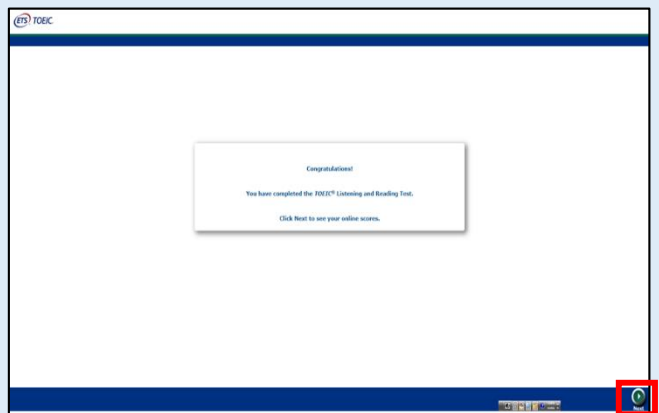 ETS TOEIC
Congratulations!
You have completed the TOEIC® Listening and Reading Test.
Click Next to see your online scores.
Next